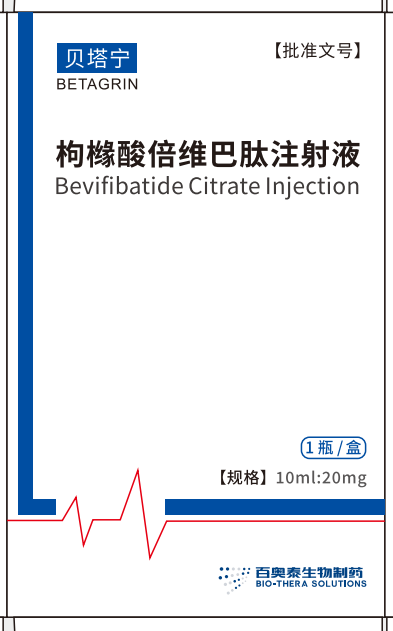 贝塔宁
【批准文号】
BETAGRIN
枸橼酸倍维巴肽注射液
Bevifibatide Citrate Injection
1瓶/盒
【规格】10ml:20mg
百奥泰生物制药
BIO-THERA SOLUTIONS